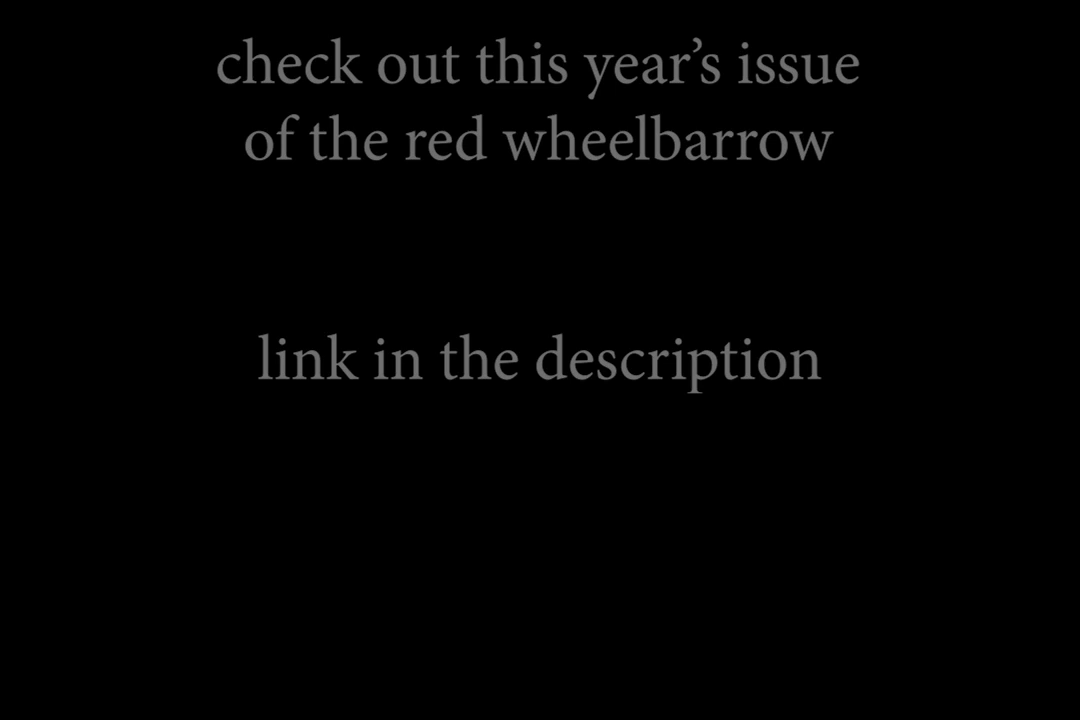 check out this year’s issue
of the red wheelbarrow
link in the description